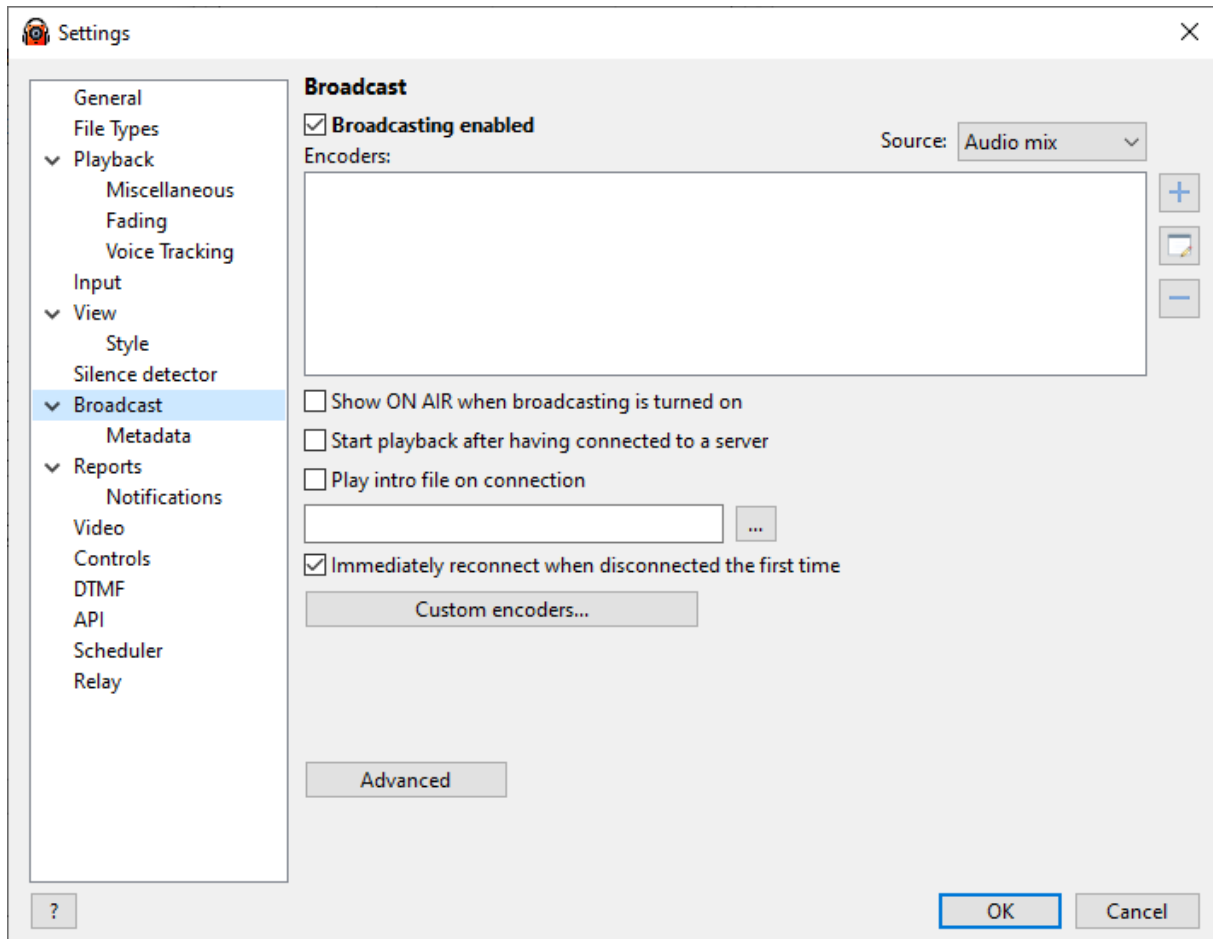 Settings
General
File Types
Playback
Miscellaneous
Fading
Voice Tracking
Input
View
Style
Silence detector
Broadcast
Metadata
Reports
Notifications
Video
Controls
DTMF
API
Scheduler
Relay
Broadcast
Broadcasting enabled
Source: Audio mix
Encoders:
Show ON AIR when broadcasting is turned on
Start playback after having connected to a server
Play intro file on connection
...
Immediately reconnect when disconnected the first time
Custom encoders...
Advanced
?
OK
Cancel